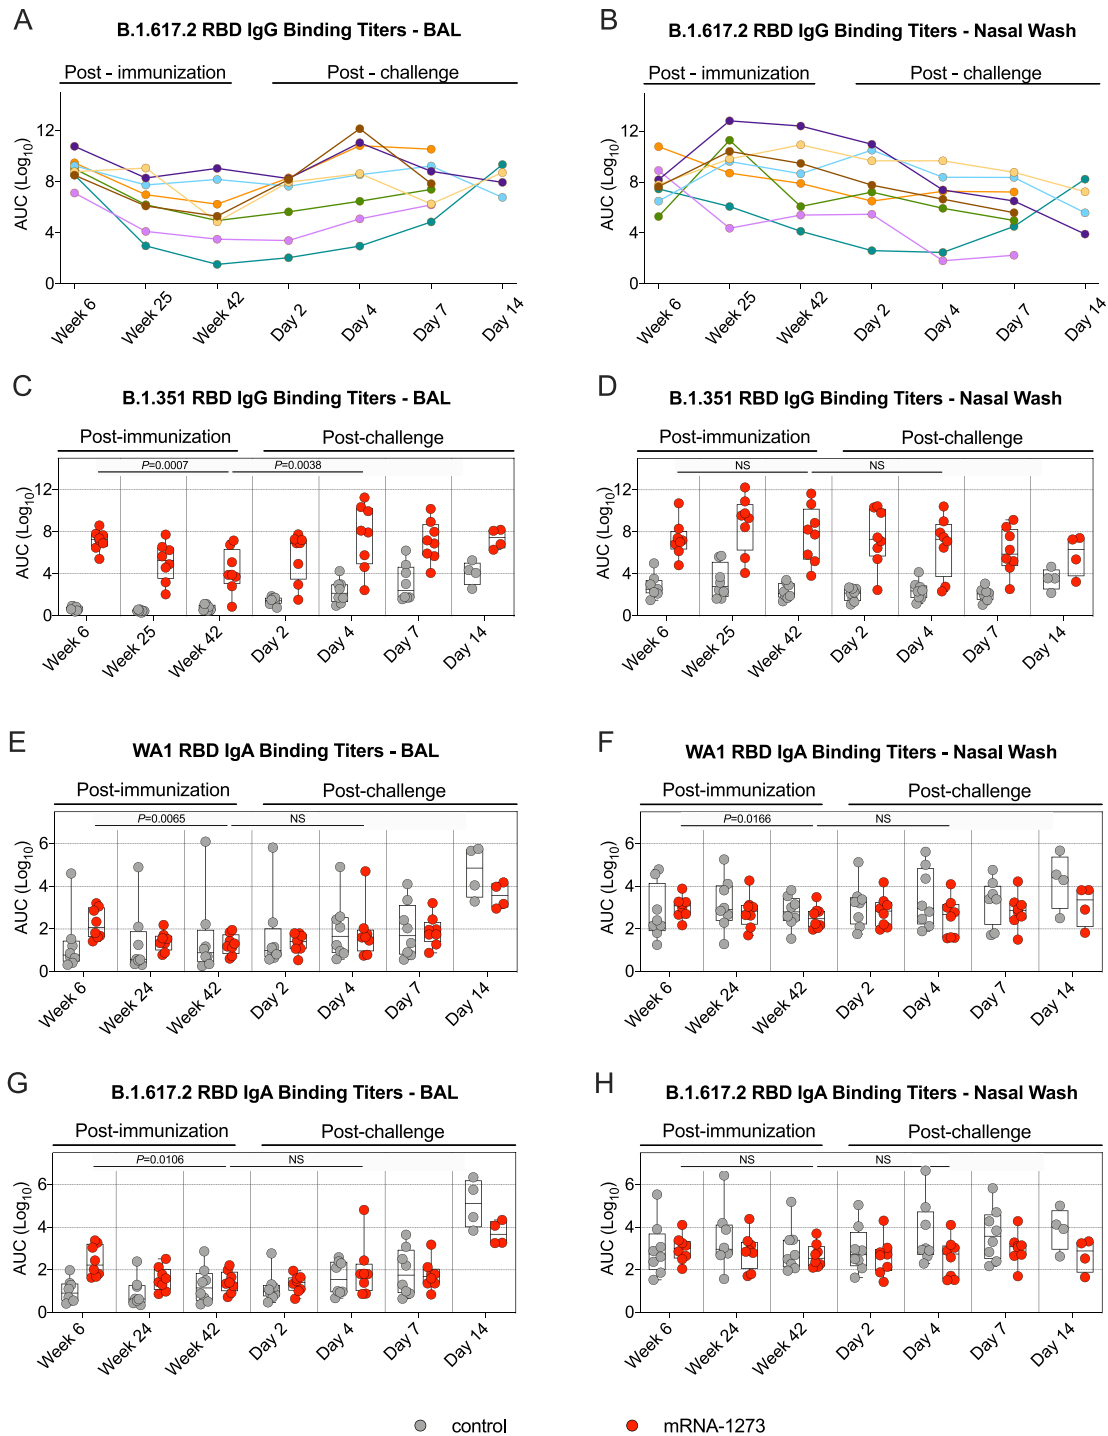 A
B.1.617.2 RBD IgG Binding Titers - BAL
Post - immunization
Post - challenge
AUC (Log10)
12
8
4
0
Week 6
Week 25
Week 42
Day 2
Day 4
Day 7
Day 14
B
B.1.617.2 RBD IgG Binding Titers - Nasal Wash
Post - immunization
Post - challenge
AUC (Log10)
12
8
4
0
Week 6
Week 25
Week 42
Day 2
Day 4
Day 7
Day 14
C
B.1.351 RBD IgG Binding Titers - BAL
Post-immunization
Post-challenge
P=0.0007
P=0.0038
AUC (Log10)
12
8
4
0
Week 6
Week 25
Week 42
Day 2
Day 4
Day 7
Day 14
D
B.1.351 RBD IgG Binding Titers - Nasal Wash
Post-immunization
Post-challenge
NS
NS
AUC (Log10)
12
8
4
0
Week 6
Week 25
Week 42
Day 2
Day 4
Day 7
Day 14
E
WA1 RBD IgA Binding Titers - BAL
Post-immunization
Post-challenge
P=0.0065
NS
AUC (Log10)
6
4
2
0
Week 6
Week 24
Week 42
Day 2
Day 4
Day 7
Day 14
F
WA1 RBD IgA Binding Titers - Nasal Wash
Post-immunization
Post-challenge
P=0.0166
NS
AUC (Log10)
6
4
2
0
Week 6
Week 24
Week 42
Day 2
Day 4
Day 7
Day 14
G
B.1.617.2 RBD IgA Binding Titers - BAL
Post-immunization
Post-challenge
P=0.0106
NS
AUC (Log10)
6
4
2
0
Week 6
Week 24
Week 42
Day 2
Day 4
Day 7
Day 14
H
B.1.617.2 RBD IgA Binding Titers - Nasal Wash
Post-immunization
Post-challenge
NS
NS
AUC (Log10)
6
4
2
0
Week 6
Week 24
Week 42
Day 2
Day 4
Day 7
Day 14
control
mRNA-1273